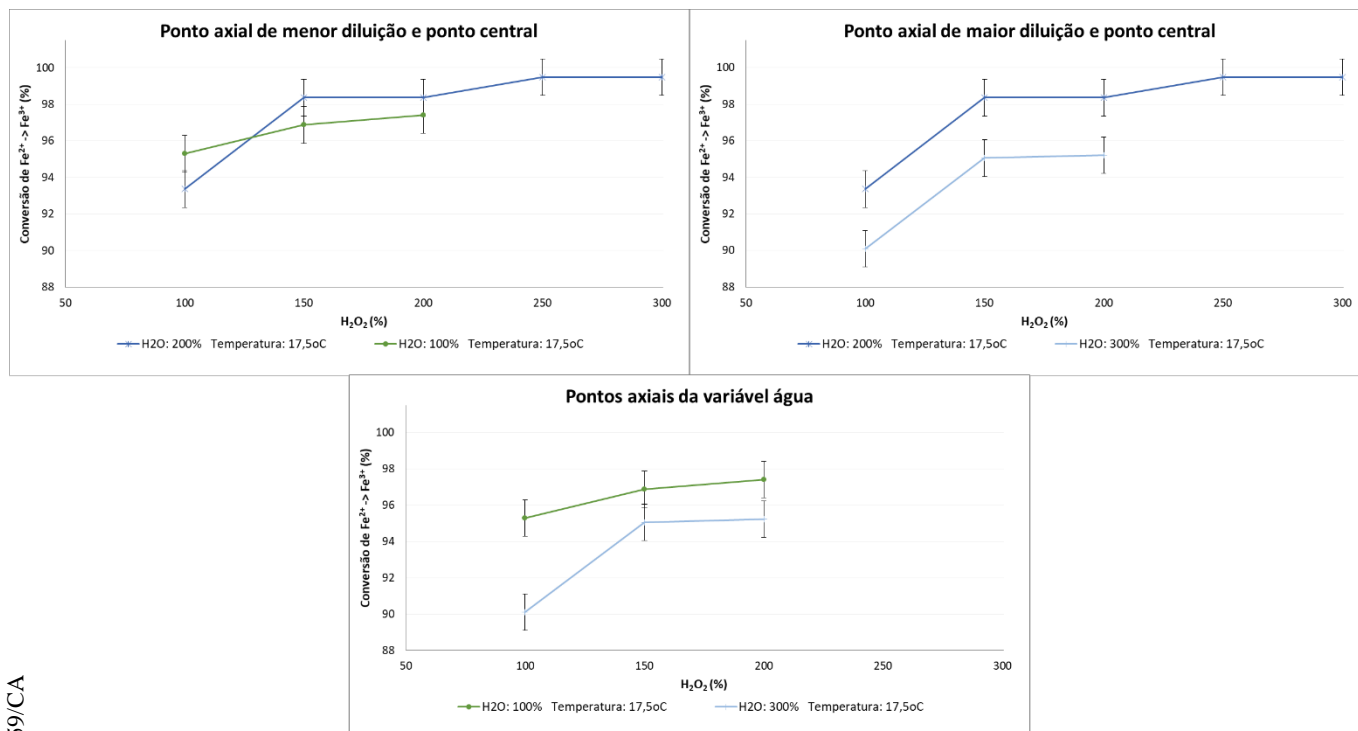 Ponto axial de menor diluição e ponto central
Conversão de Fe²⁺ -> Fe³⁺ (%)
100
98
96
94
92
90
88
50 100 150 200 250 300
H₂O₂ (%)
H2O: 200% Temperatura: 17,5oC H2O: 100% Temperatura: 17,5oC
Ponto axial de maior diluição e ponto central
Conversão de Fe²⁺ -> Fe³⁺ (%)
100
98
96
94
92
90
88
50 100 150 200 250 300
H₂O₂ (%)
H2O: 200% Temperatura: 17,5oC H2O: 300% Temperatura: 17,5oC
Pontos axiais da variável água
Conversão de Fe²⁺ -> Fe³⁺ (%)
100
98
96
94
92
90
88
50 100 150 200 250 300
H₂O₂ (%)
H2O: 100% Temperatura: 17,5oC H2O: 300% Temperatura: 17,5oC
9/CA